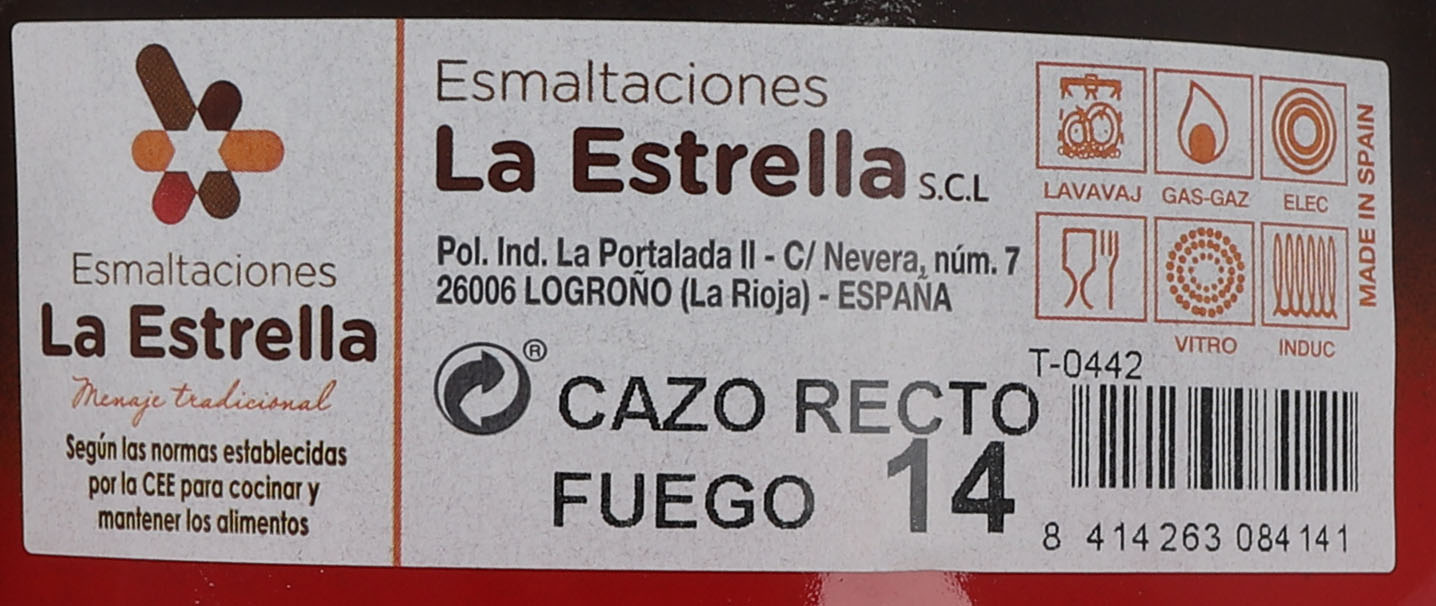 Esmaltaciones
La Estrella
Menaje tradicional
Según las normas establecidas
por la CEE para cocinar y
mantener los alimentos
Esmaltaciones
La Estrella S.C.L
Pol. Ind. La Portalada II - C/ Nevera, núm. 7
26006 LOGROÑO (La Rioja) - ESPAÑA
®
CAZO RECTO
FUEGO 14
LAVAVAJ GAS-GAZ ELEC
VITRO INDUC
MADE IN SPAIN
T-0442
8 414263 084141